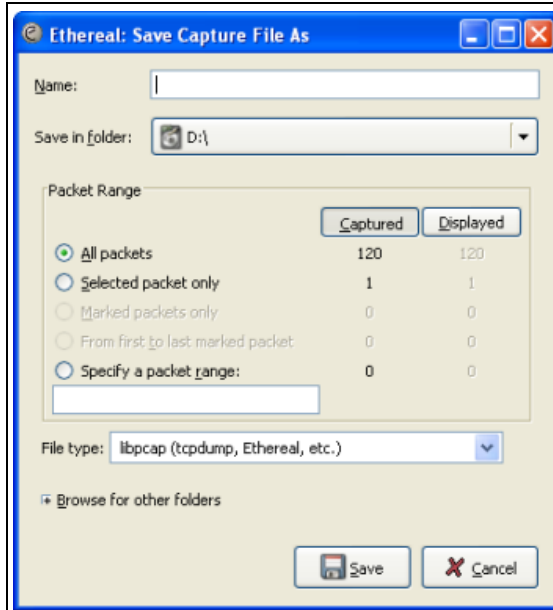 Ethereal: Save Capture File As
Name:
Save in folder: D:\
Packet Range
Captured Displayed
All packets 120 120
Selected packet only 1 1
Marked packets only 0 0
From first to last marked packet 0 0
Specify a packet range: 0 0
File type: libpcap (tcpdump, Ethereal, etc.)
Browse for other folders
Save Cancel